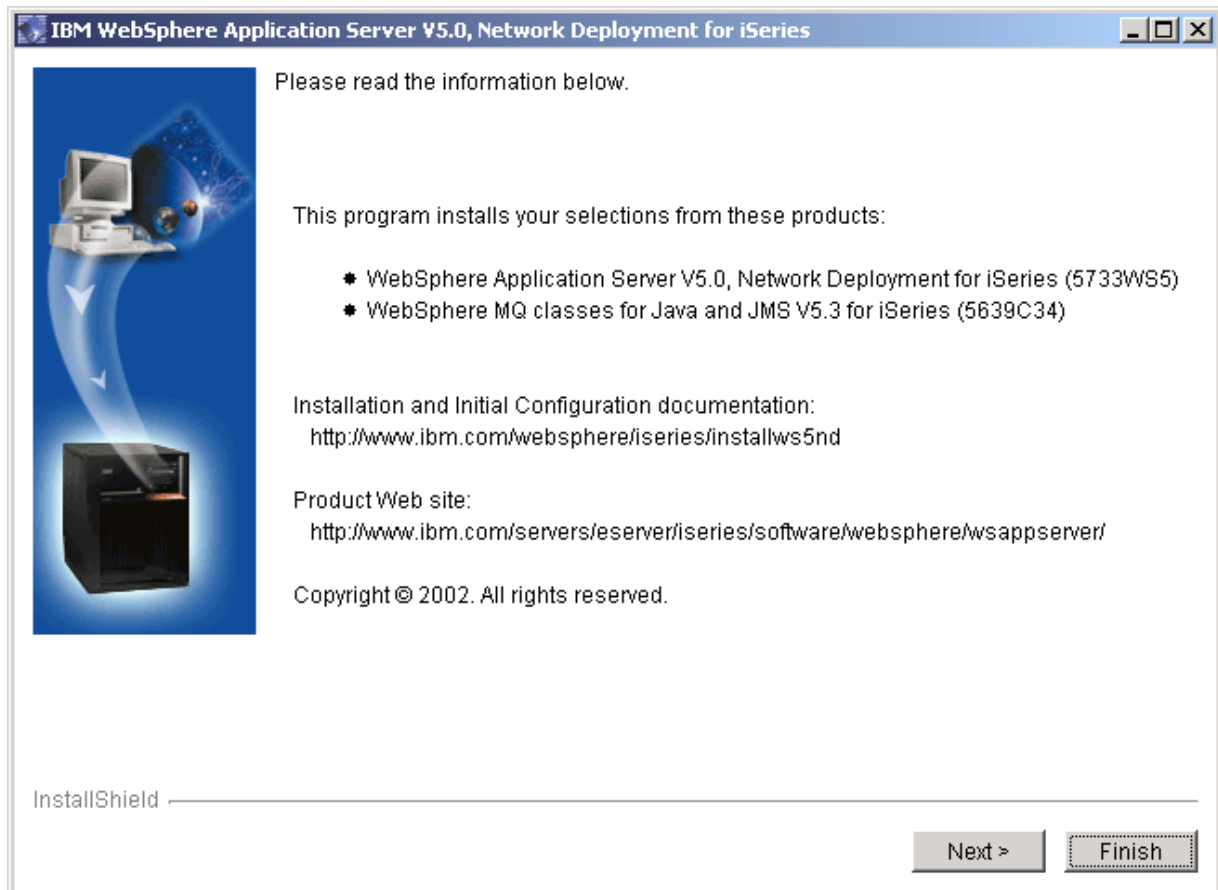 IBM WebSphere Application Server V5.0, Network Deployment for iSeries
Please read the information below.
This program installs your selections from these products:
WebSphere Application Server V5.0, Network Deployment for iSeries (5733WS5)
WebSphere MQ classes for Java and JMS V5.3 for iSeries (5639C34)
Installation and Initial Configuration documentation:
http://www.ibm.com/websphere/iseries/installws5nd
Product Web site:
http://www.ibm.com/servers/eserver/iseries/software/websphere/wsappserver/
Copyright © 2002. All rights reserved.
InstallShield
Next >
Finish